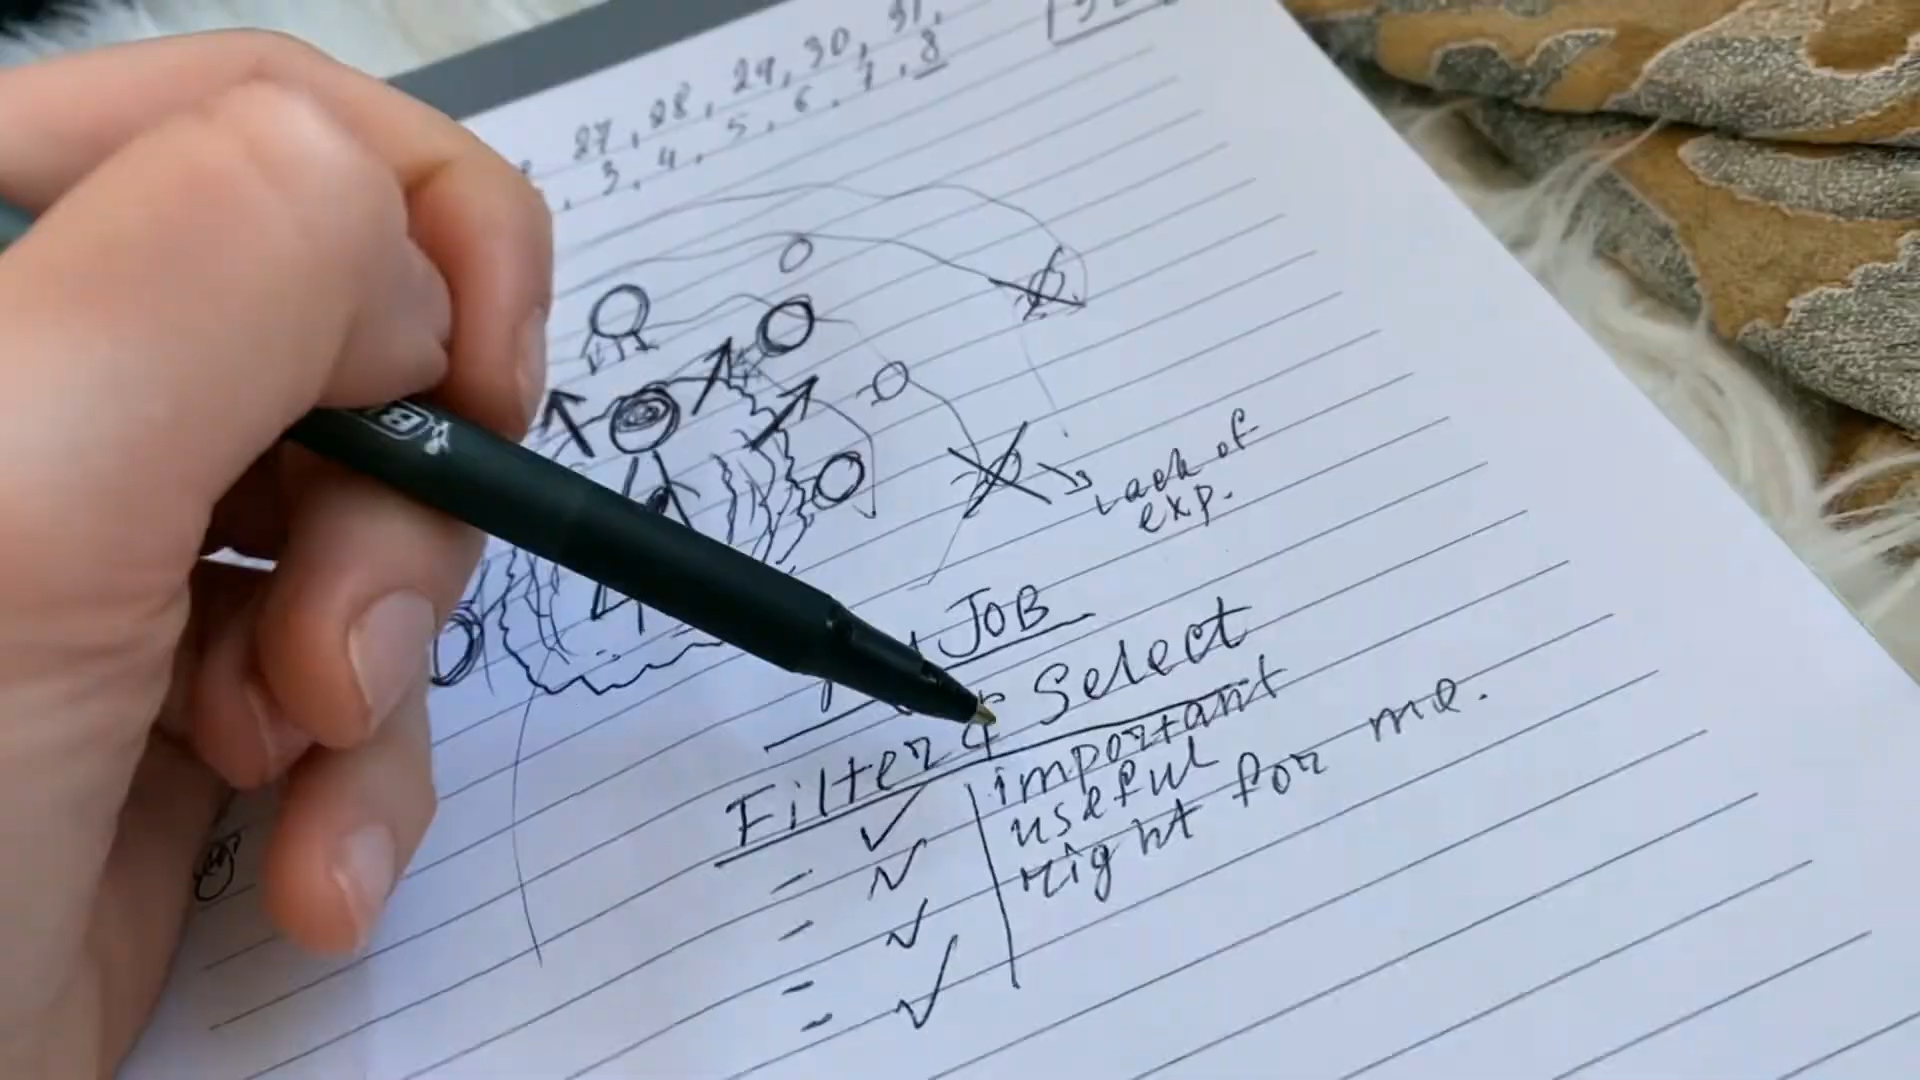 27, 28, 29, 30, 31,
3, 4, 5, 6, 7, 8
Lack of
exp.
JOB
Filter & Select
important
useful
right for me.